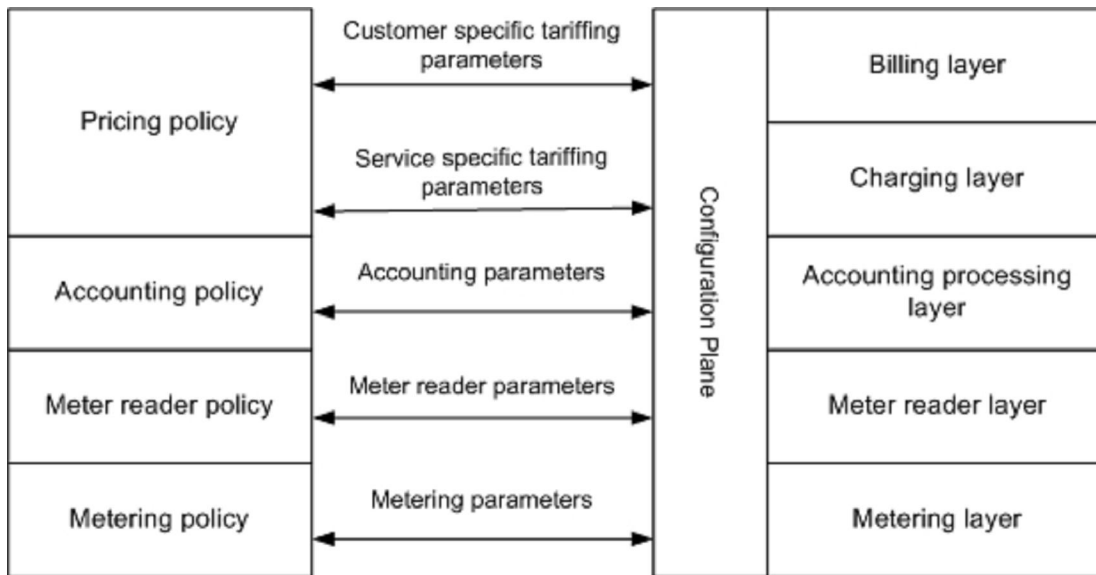 Pricing policy
Accounting policy
Meter reader policy
Metering policy
Customer specific tariffing
parameters
Service specific tariffing
parameters
Accounting parameters
Meter reader parameters
Metering parameters
Configuration Plane
Billing layer
Charging layer
Accounting processing
layer
Meter reader layer
Metering layer